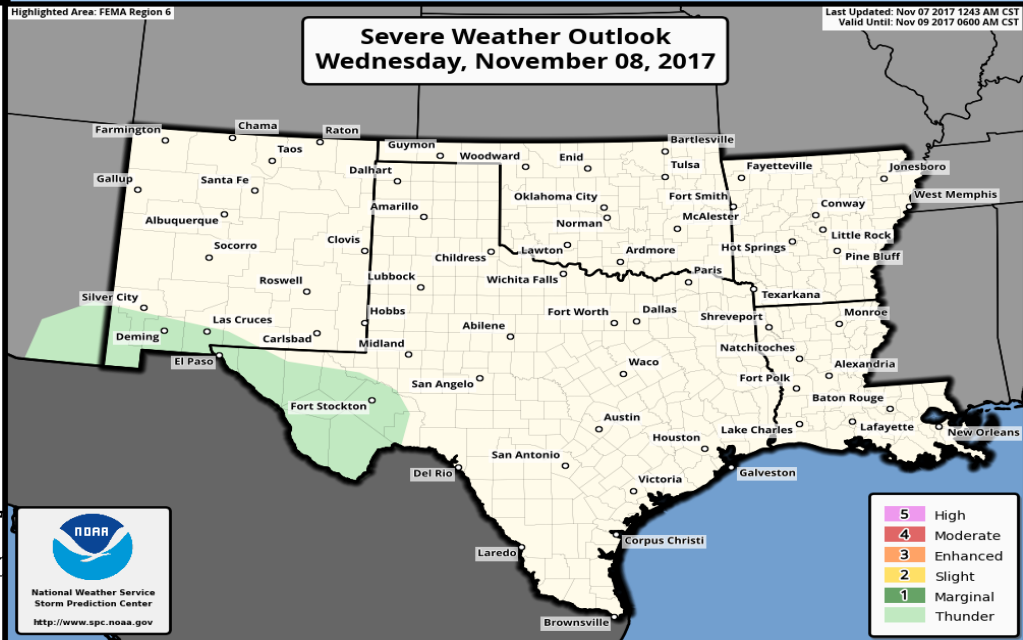 Highlighted Area: FEMA Region 6
Last Updated: Nov 07 2017 1243 AM CST
Valid Until: Nov 09 2017 0600 AM CST
Severe Weather Outlook
Wednesday, November 08, 2017
Farmington
Chama
Raton
Guymon
Bartlesville
Taos
Woodward
Enid
Tulsa
Fayetteville
Jonesboro
Gallup
Santa Fe
Dalhart
Oklahoma City
Fort Smith
West Memphis
Albuquerque
Amarillo
Norman
McAlester
Conway
Socorro
Clovis
Childress
Lawton
Ardmore
Hot Springs
Little Rock
Pine Bluff
Roswell
Lubbock
Wichita Falls
Paris
Silver City
Texarkana
Deming
Las Cruces
Hobbs
Abilene
Fort Worth
Dallas
Shreveport
Monroe
El Paso
Carlsbad
Midland
Natchitoches
San Angelo
Waco
Fort Polk
Alexandria
Fort Stockton
Austin
Baton Rouge
Houston
Lake Charles
Lafayette
New Orleans
Del Rio
San Antonio
Galveston
Victoria
Laredo
Corpus Christi
Brownsville
NOAA
National Weather Service
Storm Prediction Center
http://www.spc.noaa.gov
5 High
4 Moderate
3 Enhanced
2 Slight
1 Marginal
Thunder